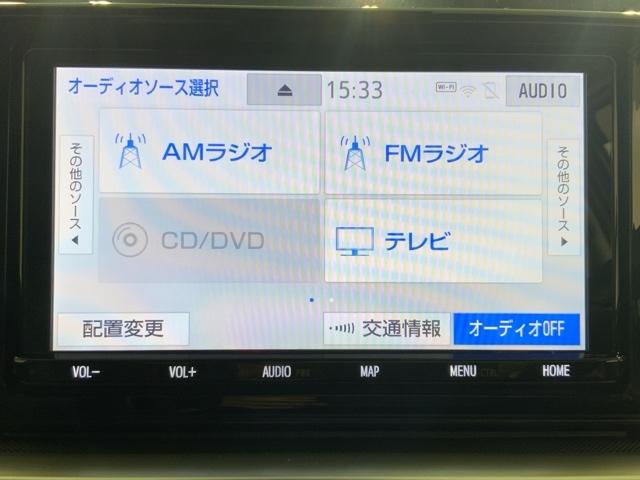 オーディオソース選択
15:33
Wi-Fi
AUDIO
その他のソース
AMラジオ
FMラジオ
その他のソース
CD/DVD
テレビ
配置変更
交通情報
オーディオOFF
VOL-
VOL+
AUDIO
MAP
MENU
HOME